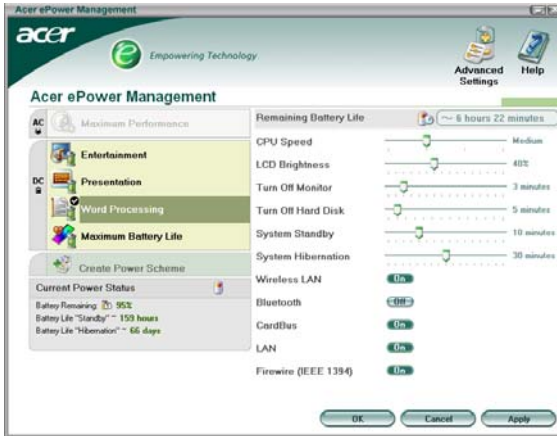 Acer ePower Management
acer
e Empowering Technology
Advanced Settings
Help
Acer ePower Management
AC
Maximum Performance
DC
Entertainment
Presentation
Word Processing
Maximum Battery Life
Create Power Scheme
Current Power Status
Battery Remaining: 95%
Battery Life "Standby" ~ 159 hours
Battery Life "Hibernation" ~ 66 days
Remaining Battery Life ~ 6 hours 22 minutes
CPU Speed Medium
LCD Brightness 40%
Turn Off Monitor 3 minutes
Turn Off Hard Disk 5 minutes
System Standby 10 minutes
System Hibernation 30 minutes
Wireless LAN On
Bluetooth Off
CardBus On
LAN On
Firewire (IEEE 1394) On
OK Cancel Apply